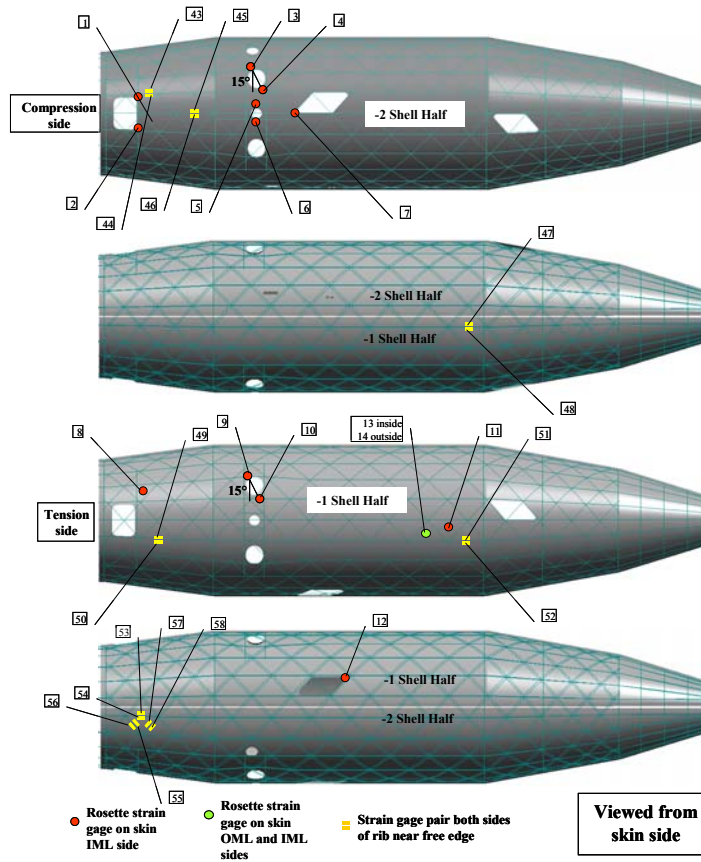 1
43
45
3
4
15°
Compression
side
-2 Shell Half
2
44
46
5
6
7
47
-2 Shell Half
-1 Shell Half
48
8
49
9
10
13 inside
14 outside
11
51
15°
-1 Shell Half
Tension
side
50
52
53
57
58
12
54
56
-1 Shell Half
-2 Shell Half
55
Rosette strain
gage on skin
IML side
Rosette strain
gage on skin
OML and IML
sides
Strain gage pair both sides
of rib near free edge
Viewed from
skin side